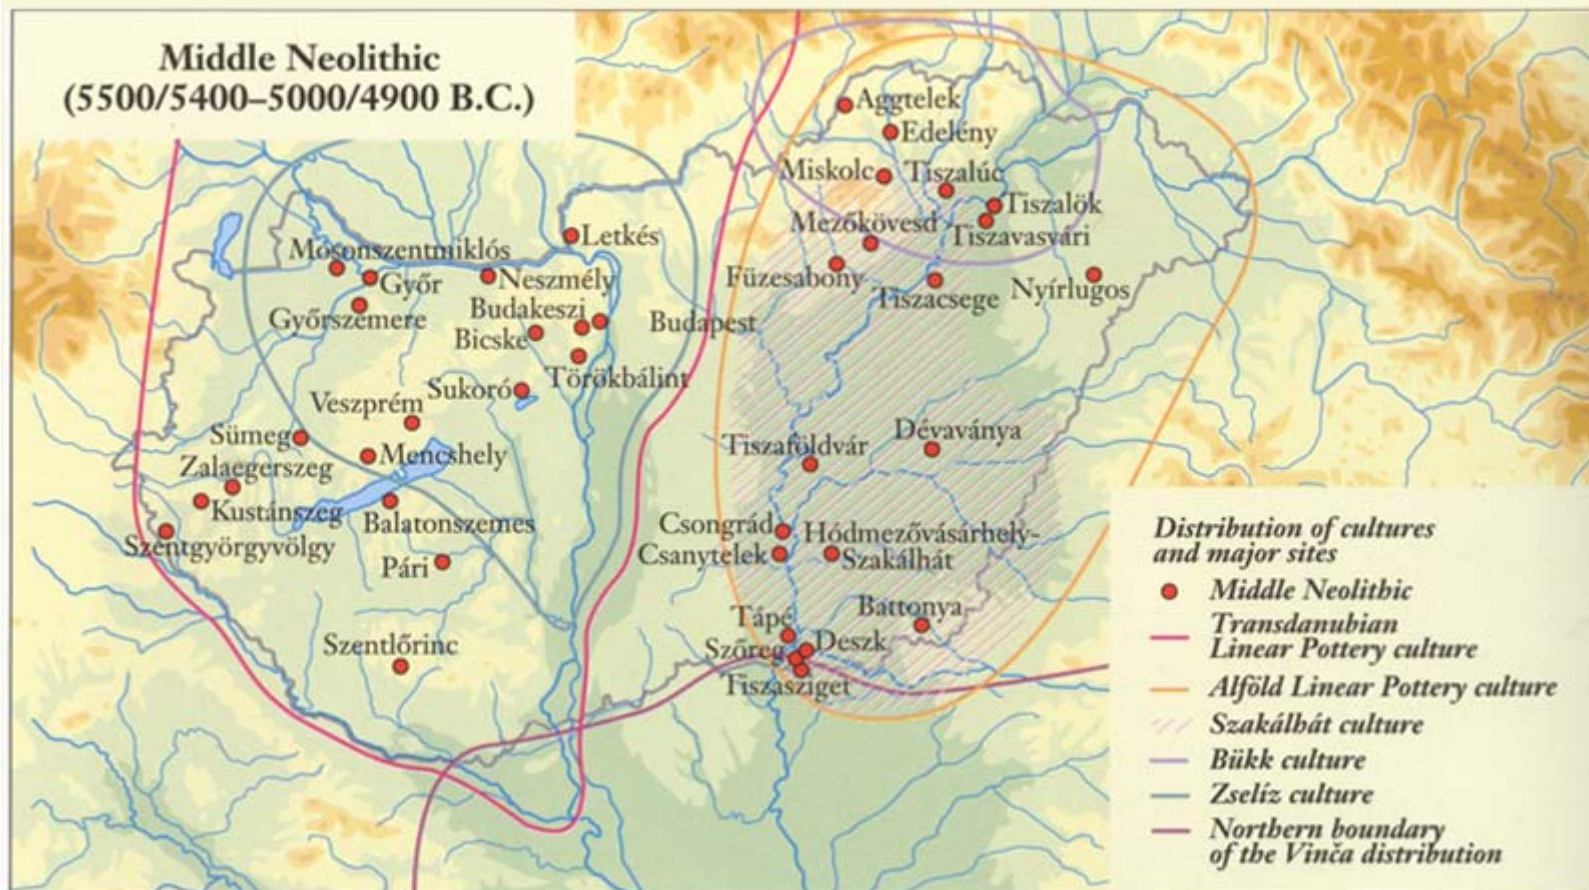 Middle Neolithic
(5500/5400–5000/4900 B.C.)
Aggtelek
Edelény
Miskolc
Tiszalúc
Tiszalök
Mezőkövesd
Tiszavasvári
Füzesabony
Tiszacsege
Nyírlugos
Letkés
Mosonszentmiklós
Győr
Neszmély
Győrszemere
Budakeszi
Budapest
Bicske
Törökbálint
Sukoró
Veszprém
Sümeg
Mencshely
Zalaegerszeg
Kustánszeg
Balatonszemes
Szentgyörgyvölgy
Pári
Szentlőrinc
Tiszaföldvár
Dévaványa
Csongrád
Hódmezővásárhely-
Szakálhát
Csanytelek
Tápé
Battonya
Deszk
Szőreg
Tiszasziget
Distribution of cultures
and major sites
Middle Neolithic
Transdanubian
Linear Pottery culture
Alföld Linear Pottery culture
Szakálhát culture
Bükk culture
Zselíz culture
Northern boundary
of the Vinča distribution